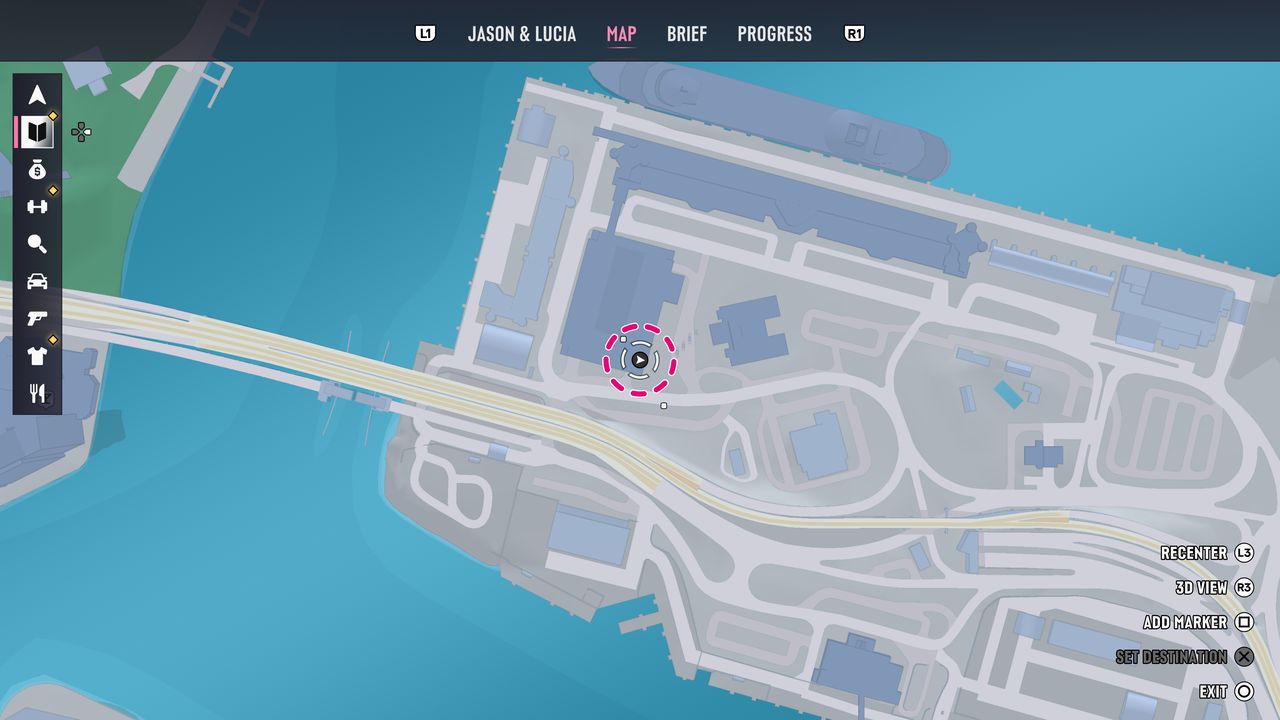 L1 JASON & LUCIA MAP BRIEF PROGRESS R1
$
RECENTER L3
3D VIEW R3
ADD MARKER
SET DESTINATION
EXIT